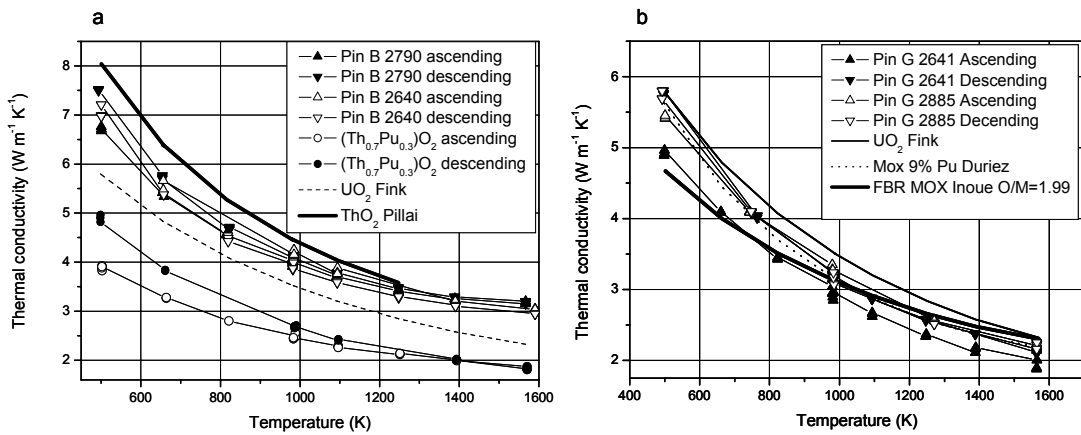 a
Thermal conductivity (W m⁻¹ K⁻¹)
8
7
6
5
4
3
2
600
800
1000
1200
1400
1600
Temperature (K)
Pin B 2790 ascending
Pin B 2790 descending
Pin B 2640 ascending
Pin B 2640 descending
(Th₀.₇Pu₀.₃)O₂ ascending
(Th₀.₇Pu₀.₃)O₂ descending
UO₂ Fink
ThO₂ Pillai
b
Thermal conductivity (W m⁻¹ K⁻¹)
6
5
4
3
2
400
600
800
1000
1200
1400
1600
Temperature (K)
Pin G 2641 Ascending
Pin G 2641 Descending
Pin G 2885 Ascending
Pin G 2885 Decending
UO₂ Fink
Mox 9% Pu Duriez
FBR MOX Inoue O/M=1.99